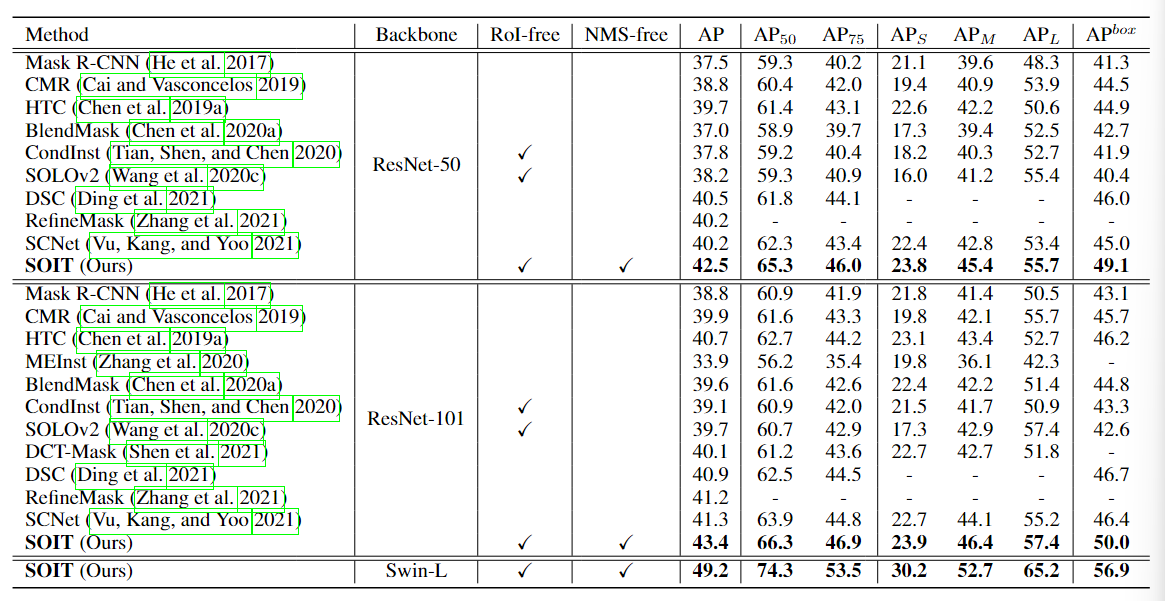 Method Backbone RoI-free NMS-free AP AP50 AP75 APS APM APL APbox
Mask R-CNN (He et al. 2017) 37.5 59.3 40.2 21.1 39.6 48.3 41.3
CMR (Cai and Vasconcelos 2019) 38.8 60.4 42.0 19.4 40.9 53.9 44.5
HTC (Chen et al. 2019a) 39.7 61.4 43.1 22.6 42.2 50.6 44.9
BlendMask (Chen et al. 2020a) 37.0 58.9 39.7 17.3 39.4 52.5 42.7
CondInst (Tian, Shen, and Chen 2020) ✓ 37.8 59.2 40.4 18.2 40.3 52.7 41.9
ResNet-50
SOLOv2 (Wang et al. 2020c) ✓ 38.2 59.3 40.9 16.0 41.2 55.4 40.4
DSC (Ding et al. 2021) 40.5 61.8 44.1 - - - 46.0
RefineMask (Zhang et al. 2021) 40.2 - - - - - -
SCNet (Vu, Kang, and Yoo 2021) 40.2 62.3 43.4 22.4 42.8 53.4 45.0
SOIT (Ours) ✓ ✓ 42.5 65.3 46.0 23.8 45.4 55.7 49.1
Mask R-CNN (He et al. 2017) 38.8 60.9 41.9 21.8 41.4 50.5 43.1
CMR (Cai and Vasconcelos 2019) 39.9 61.6 43.3 19.8 42.1 55.7 45.7
HTC (Chen et al. 2019a) 40.7 62.7 44.2 23.1 43.4 52.7 46.2
MEInst (Zhang et al. 2020) 33.9 56.2 35.4 19.8 36.1 42.3 -
BlendMask (Chen et al. 2020a) 39.6 61.6 42.6 22.4 42.2 51.4 44.8
CondInst (Tian, Shen, and Chen 2020) ✓ 39.1 60.9 42.0 21.5 41.7 50.9 43.3
ResNet-101
SOLOv2 (Wang et al. 2020c) ✓ 39.7 60.7 42.9 17.3 42.9 57.4 42.6
DCT-Mask (Shen et al. 2021) 40.1 61.2 43.6 22.7 42.7 51.8 -
DSC (Ding et al. 2021) 40.9 62.5 44.5 - - - 46.7
RefineMask (Zhang et al. 2021) 41.2 - - - - - -
SCNet (Vu, Kang, and Yoo 2021) 41.3 63.9 44.8 22.7 44.1 55.2 46.4
SOIT (Ours) ✓ ✓ 43.4 66.3 46.9 23.9 46.4 57.4 50.0
SOIT (Ours) Swin-L ✓ ✓ 49.2 74.3 53.5 30.2 52.7 65.2 56.9